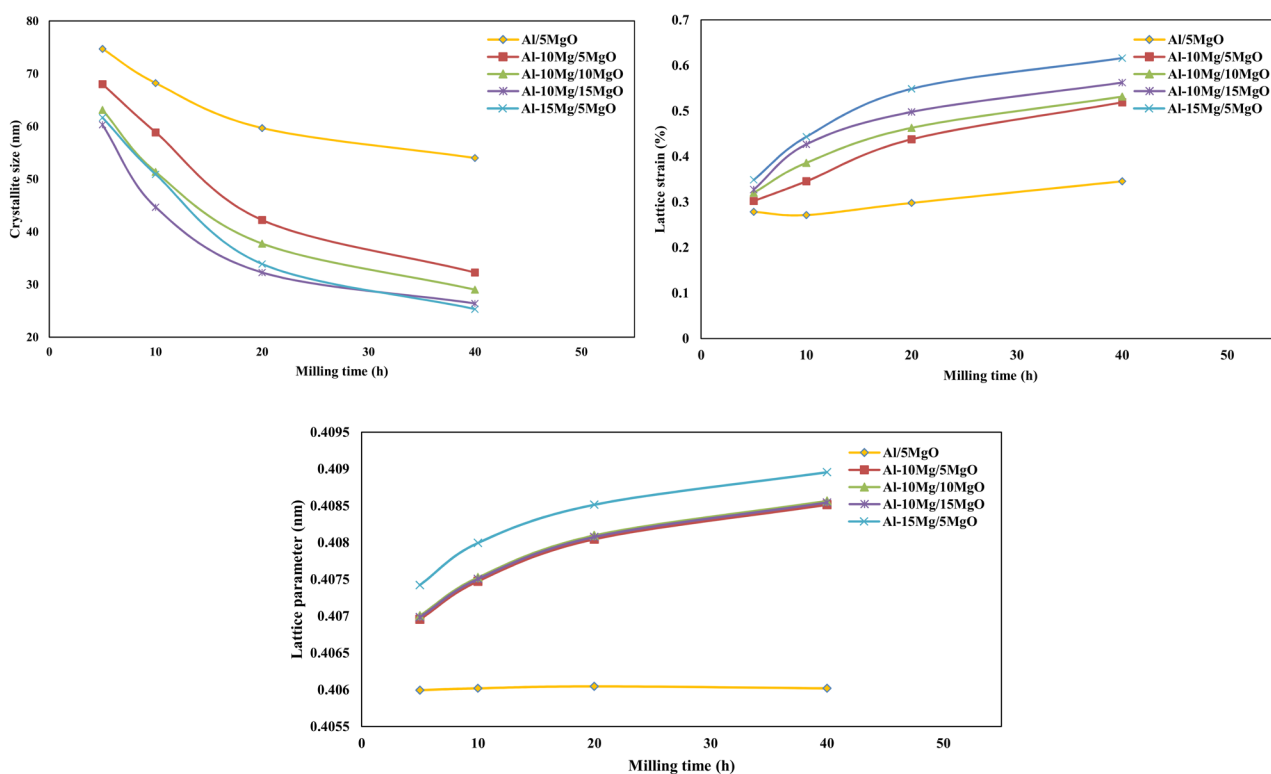 80
70
60
50
40
30
20
0 10 20 30 40 50
Crystallite size (nm)
Milling time (h)
Al/5MgO
Al-10Mg/5MgO
Al-10Mg/10MgO
Al-10Mg/15MgO
Al-15Mg/5MgO
0.7
0.6
0.5
0.4
0.3
0.2
0.1
0
0 10 20 30 40 50
Lattice strain (%)
Milling time (h)
Al/5MgO
Al-10Mg/5MgO
Al-10Mg/10MgO
Al-10Mg/15MgO
Al-15Mg/5MgO
0.4095
0.409
0.4085
0.408
0.4075
0.407
0.4065
0.406
0.4055
0 10 20 30 40 50
Lattice parameter (nm)
Milling time (h)
Al/5MgO
Al-10Mg/5MgO
Al-10Mg/10MgO
Al-10Mg/15MgO
Al-15Mg/5MgO